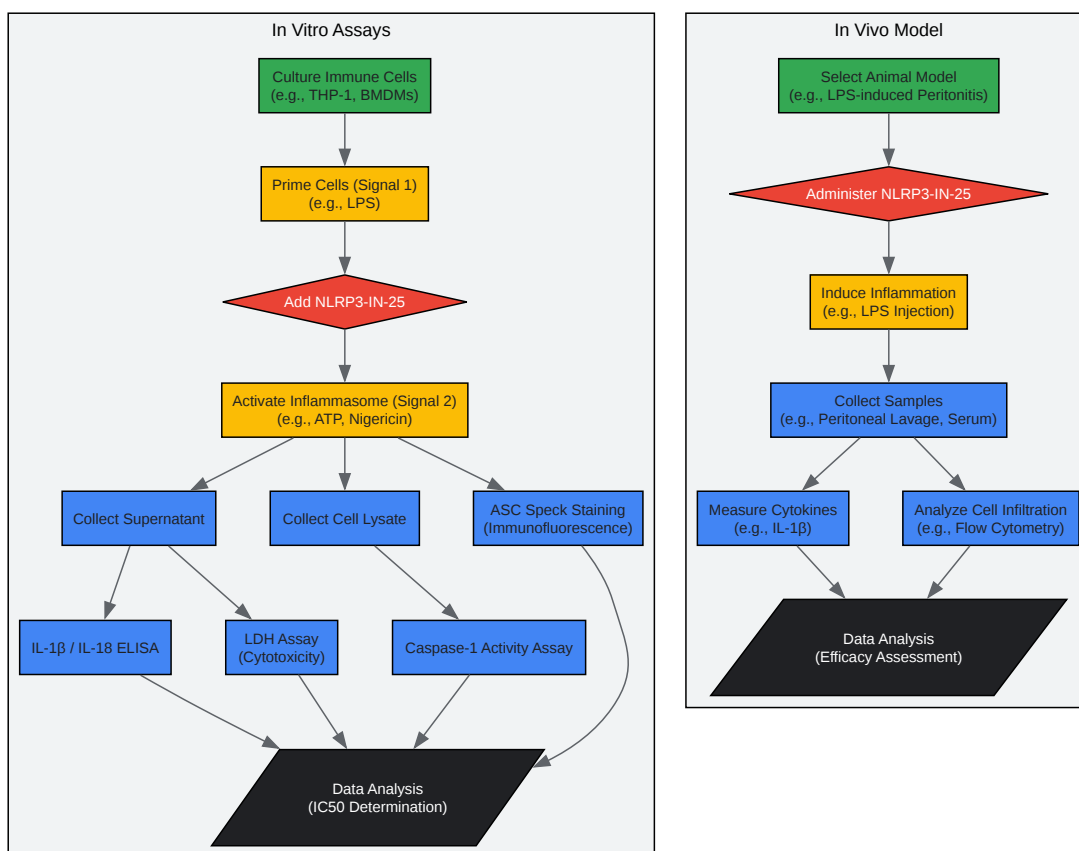 In Vitro Assays
Culture Immune Cells
(e.g., THP-1, BMDMs)
Prime Cells (Signal 1)
(e.g., LPS)
Add NLRP3-IN-25
Activate Inflammasome (Signal 2)
(e.g., ATP, Nigericin)
Collect Supernatant
Collect Cell Lysate
ASC Speck Staining
(Immunofluorescence)
IL-1β / IL-18 ELISA
LDH Assay
(Cytotoxicity)
Caspase-1 Activity Assay
Data Analysis
(IC50 Determination)
In Vivo Model
Select Animal Model
(e.g., LPS-induced Peritonitis)
Administer NLRP3-IN-25
Induce Inflammation
(e.g., LPS Injection)
Collect Samples
(e.g., Peritoneal Lavage, Serum)
Measure Cytokines
(e.g., IL-1β)
Analyze Cell Infiltration
(e.g., Flow Cytometry)
Data Analysis
(Efficacy Assessment)